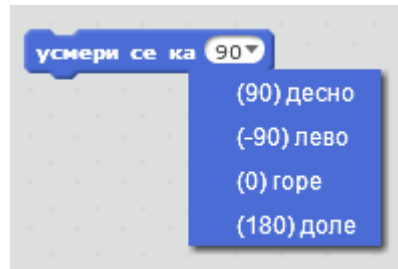 усмери се ка 90
(90) десно
(-90) лево
(0) горе
(180) доле